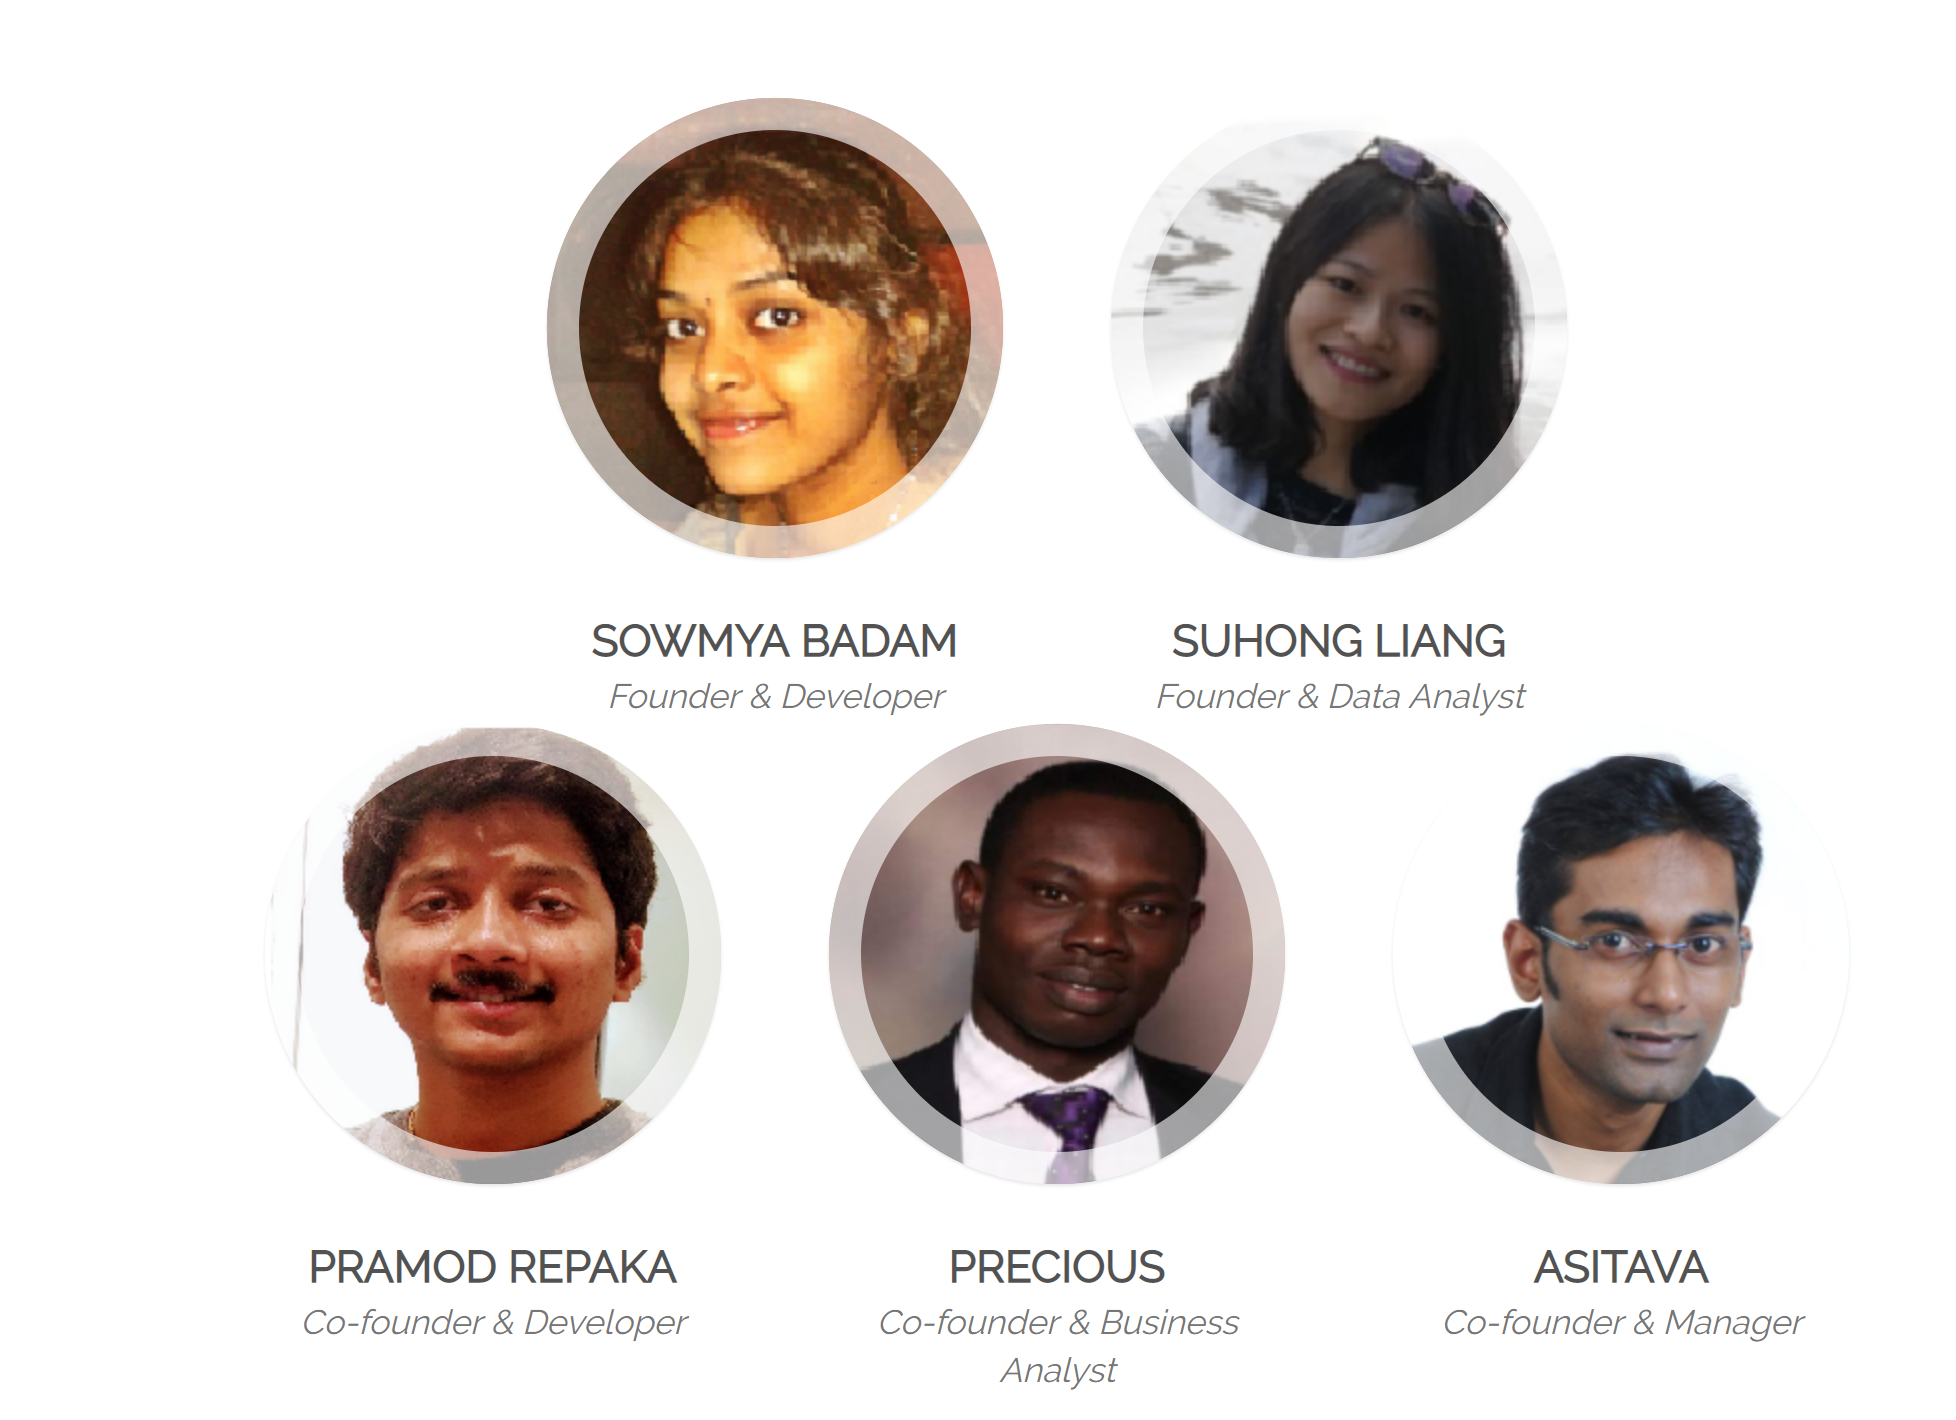 SOWMYA BADAM
Founder & Developer
SUHONG LIANG
Founder & Data Analyst
PRAMOD REPAKA
Co-founder & Developer
PRECIOUS
Co-founder & Business
Analyst
ASITAVA
Co-founder & Manager